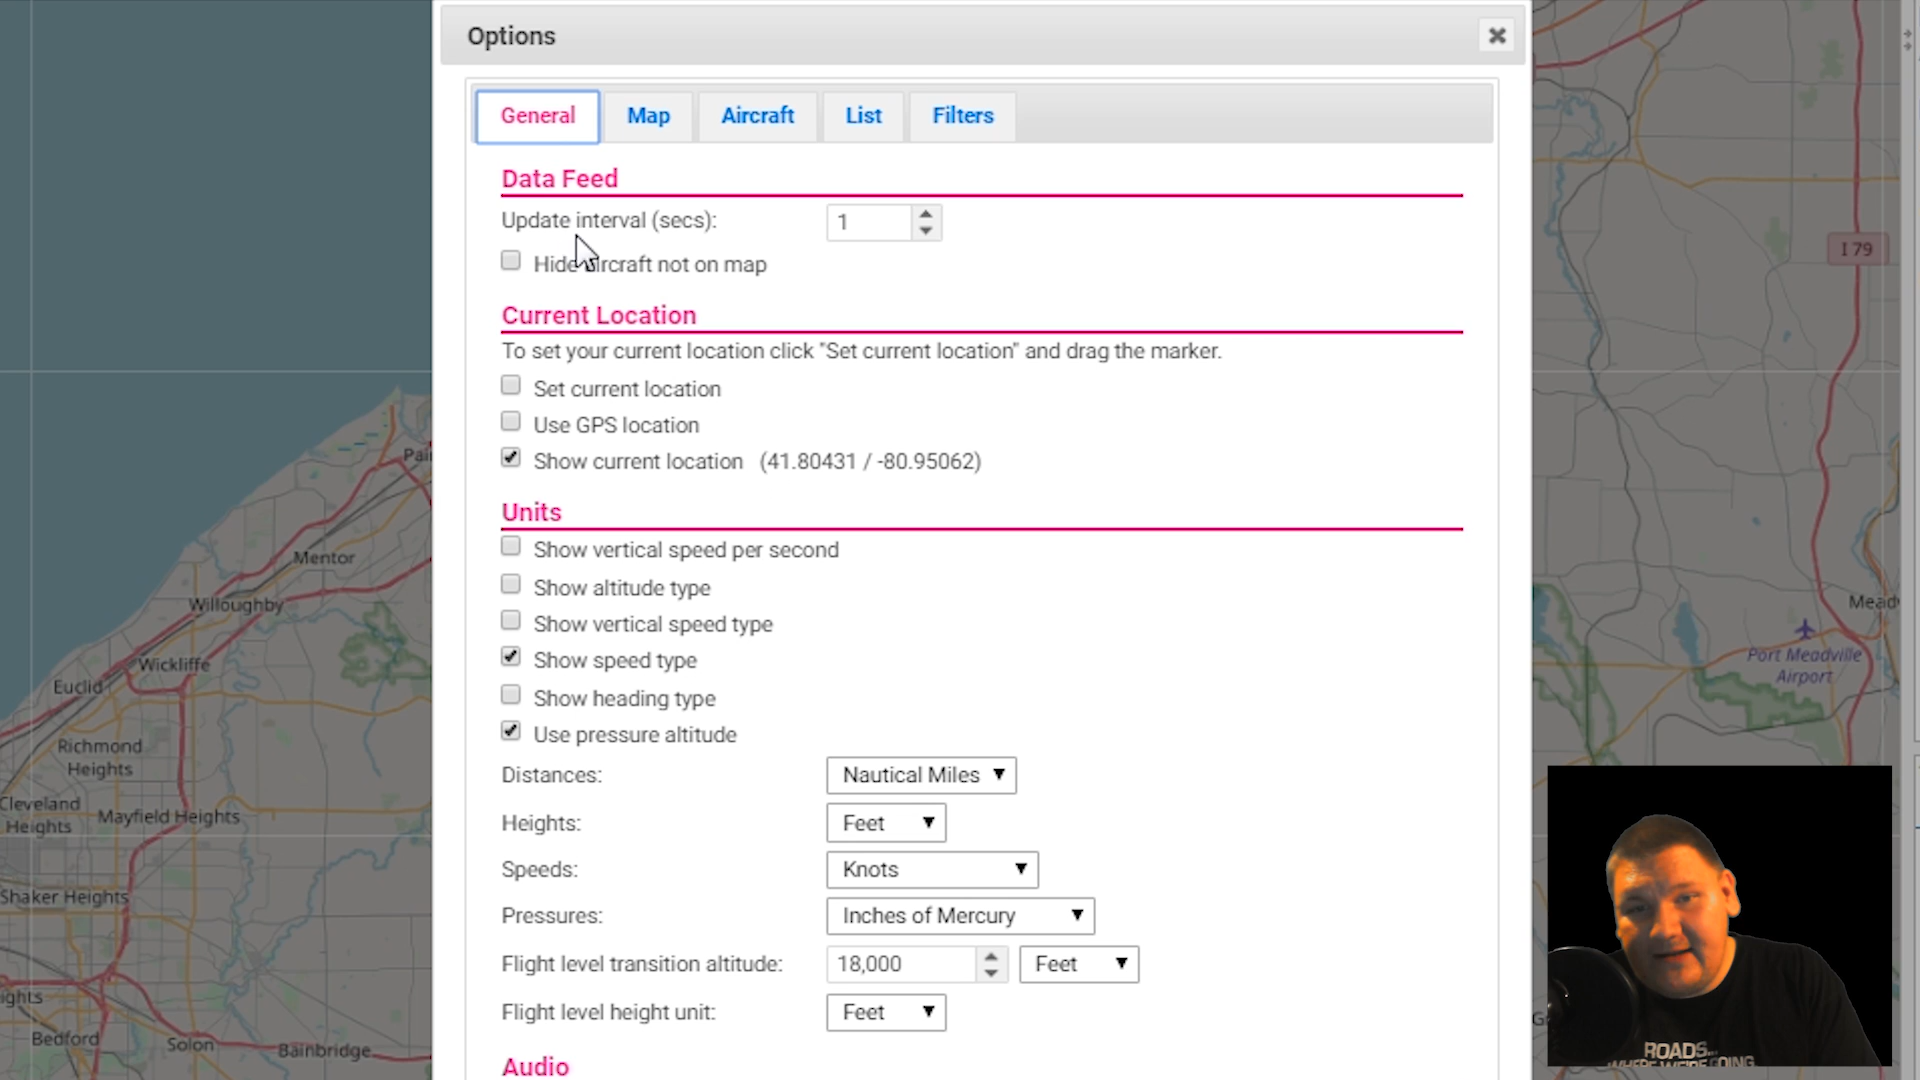 Options
General
Map
Aircraft
List
Filters
Data Feed
Update interval (secs):
1
Hide aircraft not on map
Current Location
To set your current location click "Set current location" and drag the marker.
Set current location
Use GPS location
Show current location (41.80431 / -80.95062)
Units
Show vertical speed per second
Show altitude type
Show vertical speed type
Show speed type
Show heading type
Use pressure altitude
Distances:
Nautical Miles
Heights:
Feet
Speeds:
Knots
Pressures:
Inches of Mercury
Flight level transition altitude:
18,000
Feet
Flight level height unit:
Feet
Audio
Mentor
Willoughby
Wickliffe
Euclid
Richmond
Heights
Cleveland
Heights
Mayfield Heights
Shaker Heights
Bedford
Solon
Bainbridge
I 79
Port Meadville
Airport
ROADS...
WHERE WE'RE GOING